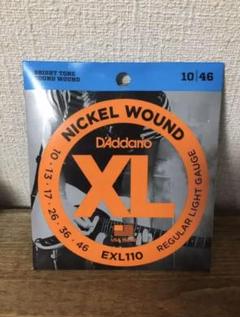 BRIGHT TONE
ROUND WOUND
10/46
NICKEL WOUND
D'Addario
XL
10·13·17·26·36·46
REGULAR LIGHT GAUGE
EXL110